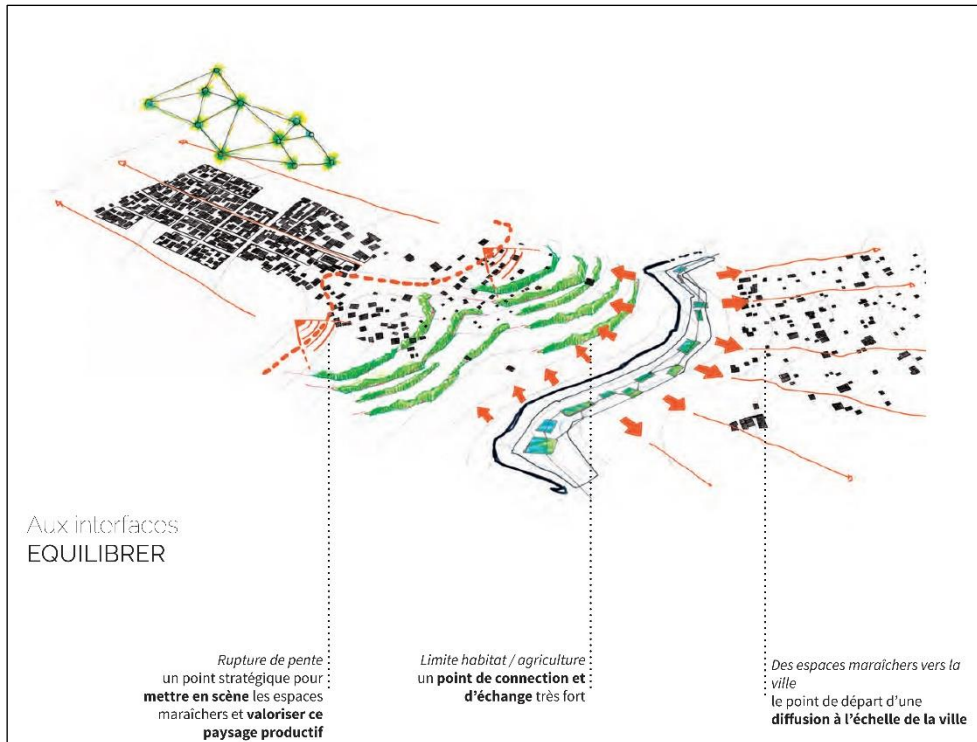 Aux interfaces
EQUILIBRER
Rupture de pente
un point stratégique pour
mettre en scène les espaces
maraîchers et valoriser ce
paysage productif
Limite habitat / agriculture
un point de connection et
d'échange très fort
Des espaces maraîchers vers la
ville
le point de départ d'une
diffusion à l'échelle de la ville